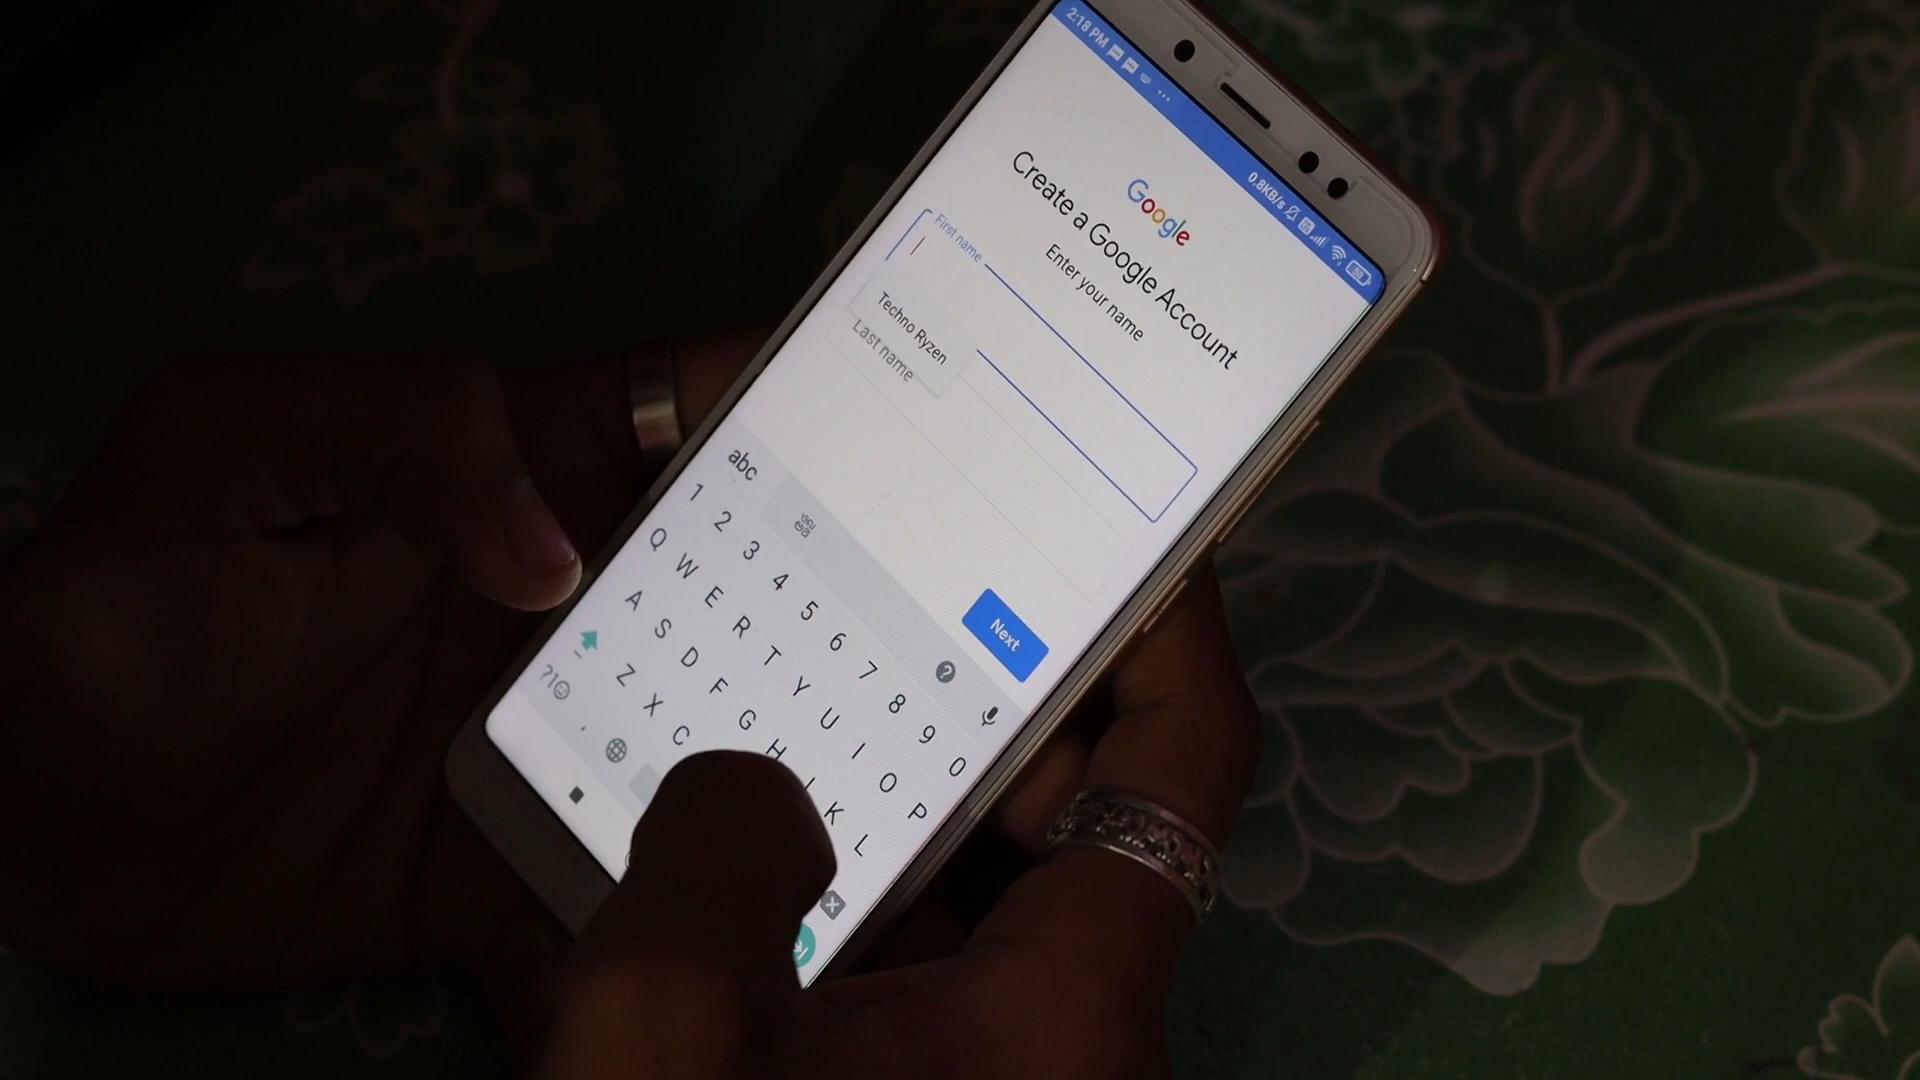 2:18 PM
0.8KB/s
58
Google
Create a Google Account
Enter your name
First name
Techno Ryzen
Last name
Next
abc
1 2 3 4 5 6 7 8 9 0
Q W E R T Y U I O P
A S D F G H J K L
Z X C
?1☺ ,